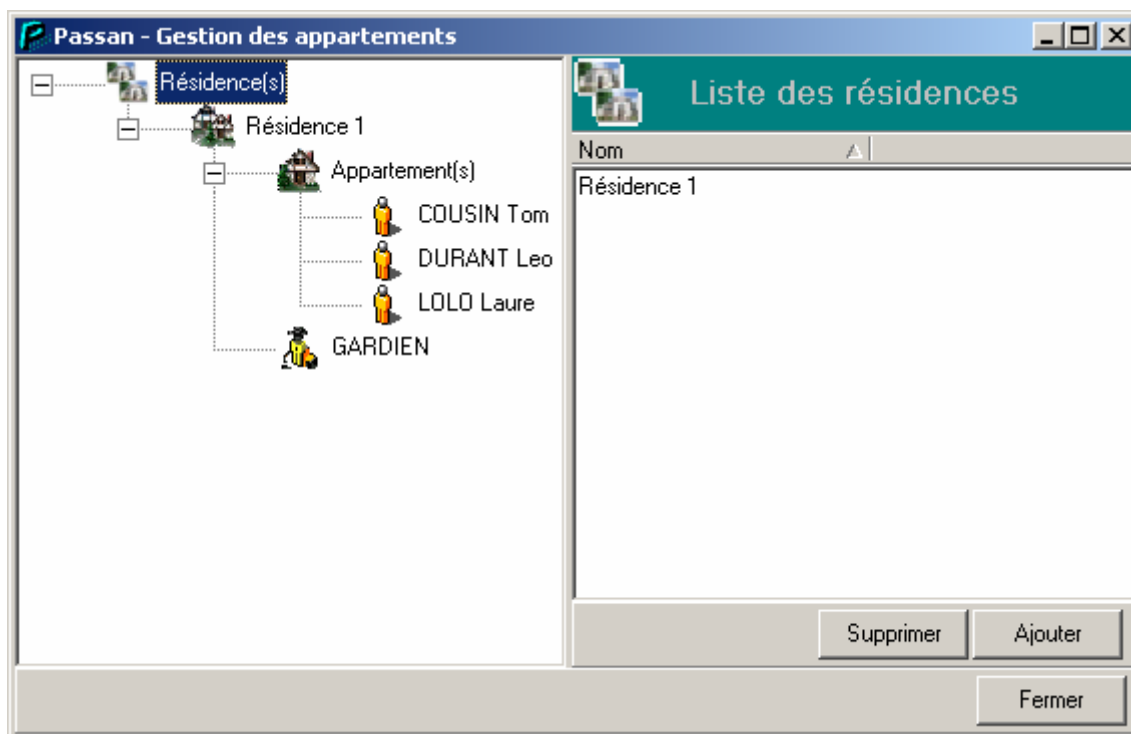 Passan - Gestion des appartements
Résidence(s)
Résidence 1
Appartement(s)
COUSIN Tom
DURANT Leo
LOLO Laure
GARDIEN
Liste des résidences
Nom
Résidence 1
Supprimer
Ajouter
Fermer